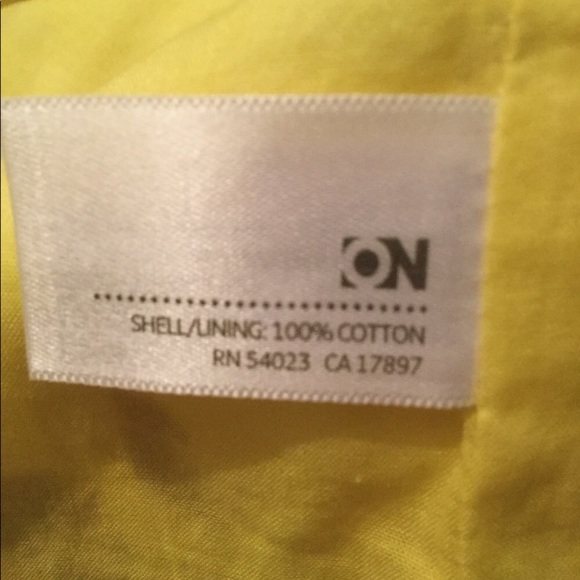 ON
SHELL/LINING: 100% COTTON
RN 54023 CA 17897